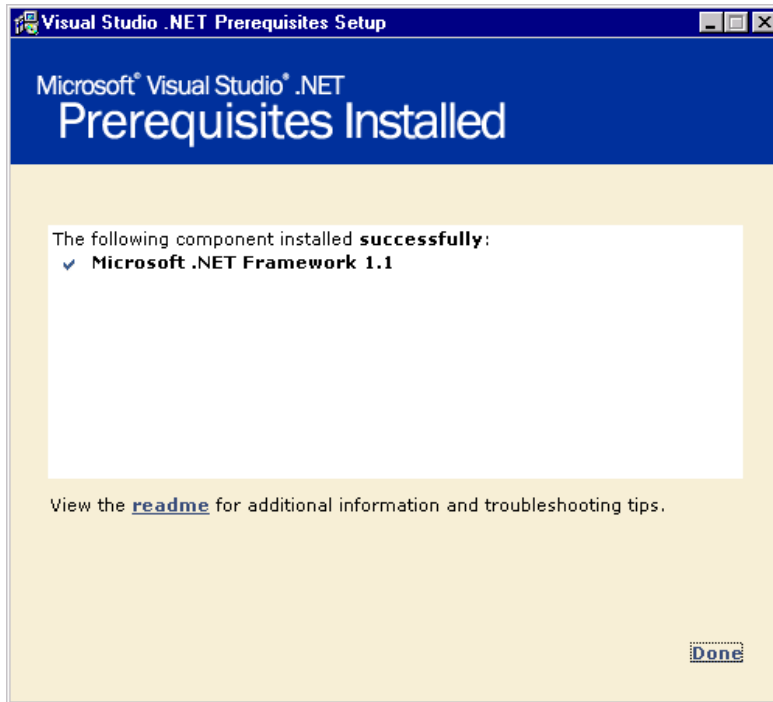 Visual Studio .NET Prerequisites Setup
Microsoft® Visual Studio® .NET
Prerequisites Installed
The following component installed successfully:
Microsoft .NET Framework 1.1
View the readme for additional information and troubleshooting tips.
Done